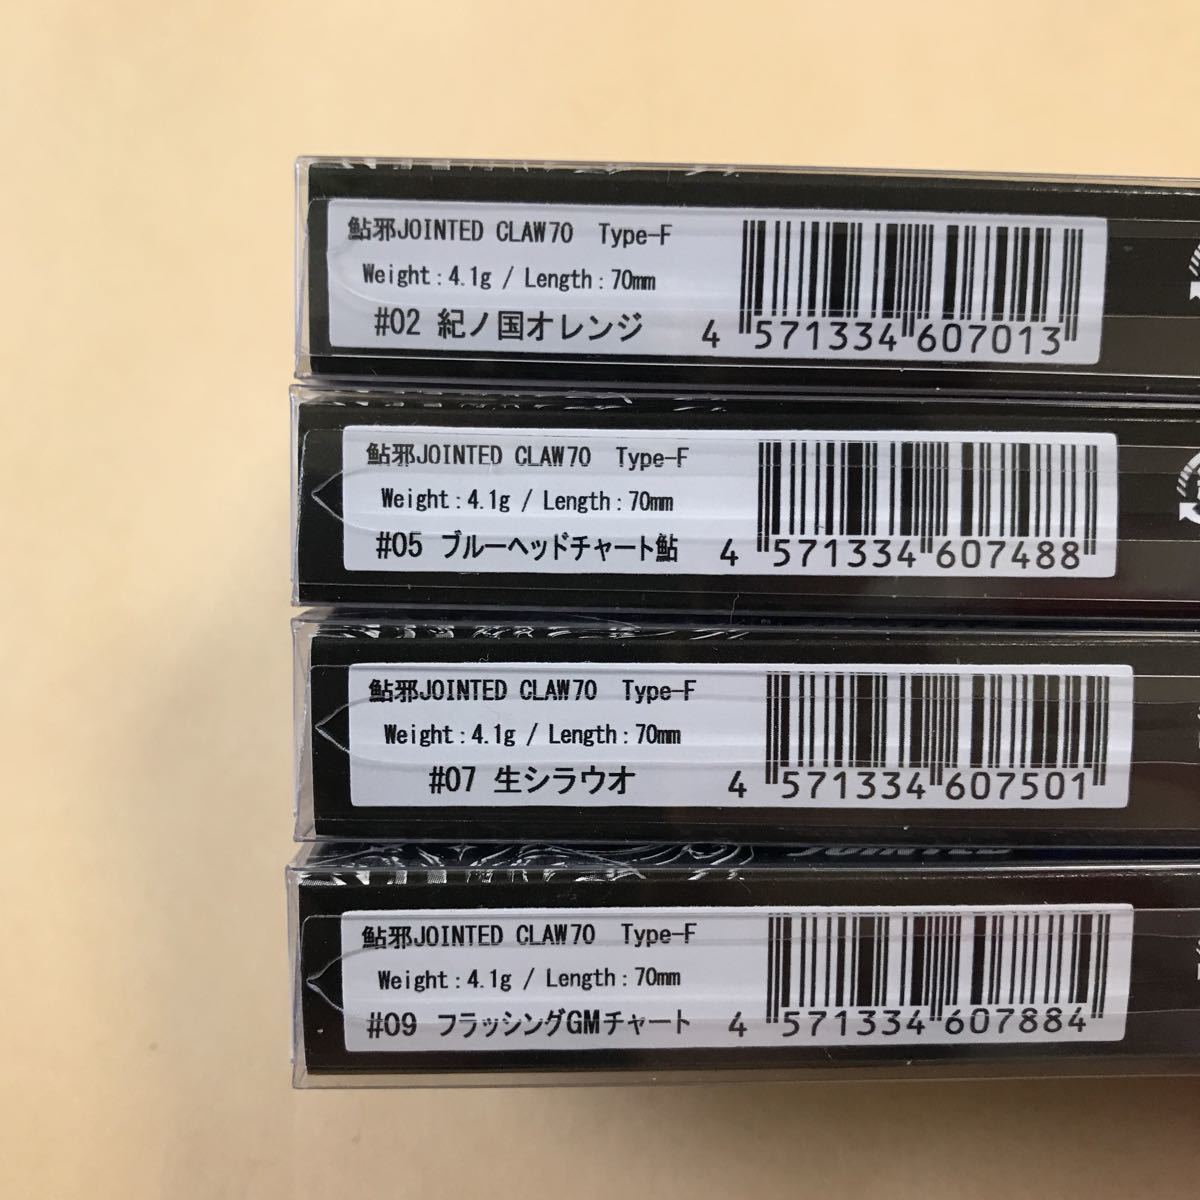 鮎邪JOINTED CLAW70 Type-F
Weight：4.1g / Length：70mm
#02 紀ノ国オレンジ
4 571334 607013
鮎邪JOINTED CLAW70 Type-F
Weight：4.1g / Length：70mm
#05 ブルーヘッドチャート鮎
4 571334 607488
鮎邪JOINTED CLAW70 Type-F
Weight：4.1g / Length：70mm
#07 生シラウオ
4 571334 607501
JOINTED
鮎邪JOINTED CLAW70 Type-F
Weight：4.1g / Length：70mm
#09 フラッシングGMチャート
4 571334 607884